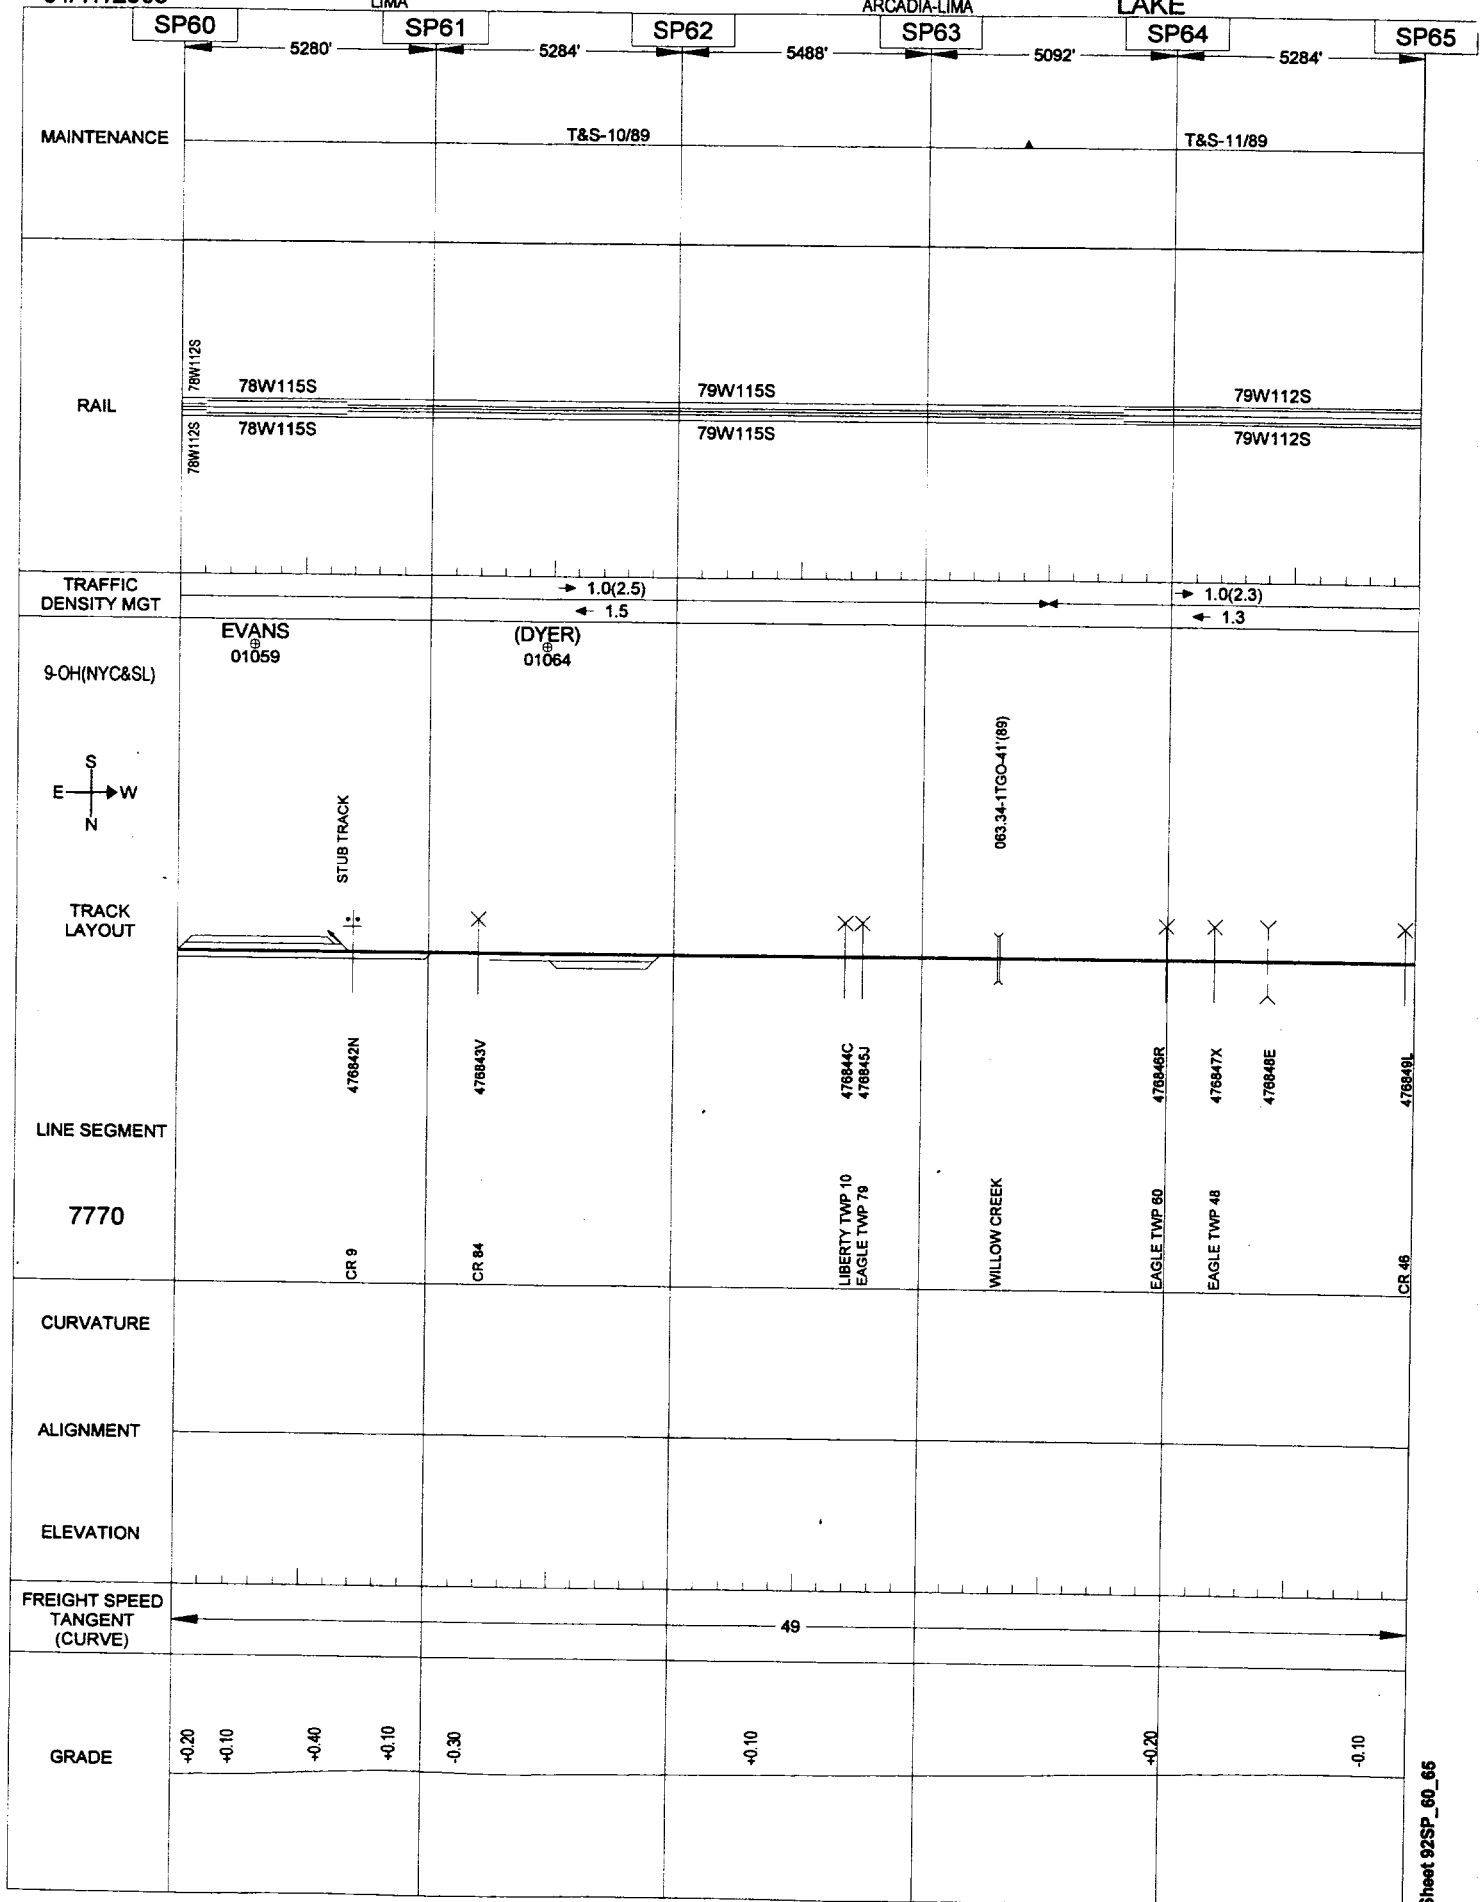 LIMA
ARCADIA-LIMA
LAKE
SP60
SP61
SP62
SP63
SP64
SP65
5280'
5284'
5488'
5092'
5284'
MAINTENANCE
T&S-10/89
T&S-11/89
RAIL
78W112S
78W115S
79W115S
79W112S
78W112S
78W115S
79W115S
79W112S
TRAFFIC
DENSITY MGT
1.0(2.5)
1.5
1.0(2.3)
1.3
9-OH(NYC&SL)
EVANS
01059
(DYER)
01064
S
E
W
N
STUB TRACK
063.34-1TGO-41'(89)
TRACK
LAYOUT
476842N
476843V
476844C
476845J
476846R
476847X
476848E
476849L
LINE SEGMENT
7770
CR 9
CR 84
LIBERTY TWP 10
EAGLE TWP 79
WILLOW CREEK
EAGLE TWP 60
EAGLE TWP 48
CR 46
CURVATURE
ALIGNMENT
ELEVATION
FREIGHT SPEED
TANGENT
(CURVE)
49
GRADE
+0.20
+0.10
+0.40
+0.10
-0.30
+0.10
+0.20
-0.10
Sheet 92SP_60_65